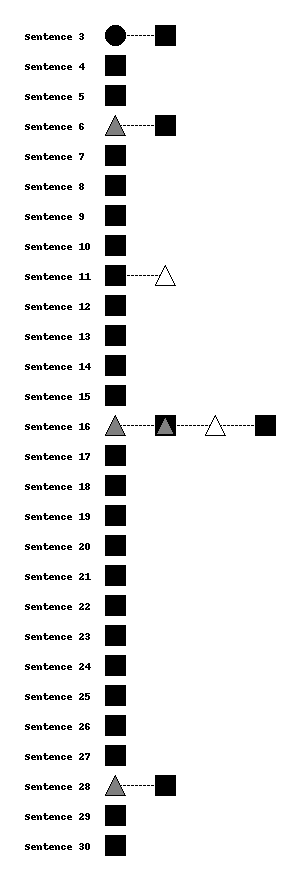 Sentence 3
Sentence 4
Sentence 5
Sentence 6
Sentence 7
Sentence 8
Sentence 9
Sentence 10
Sentence 11
Sentence 12
Sentence 13
Sentence 14
Sentence 15
Sentence 16
Sentence 17
Sentence 18
Sentence 19
Sentence 20
Sentence 21
Sentence 22
Sentence 23
Sentence 24
Sentence 25
Sentence 26
Sentence 27
Sentence 28
Sentence 29
Sentence 30